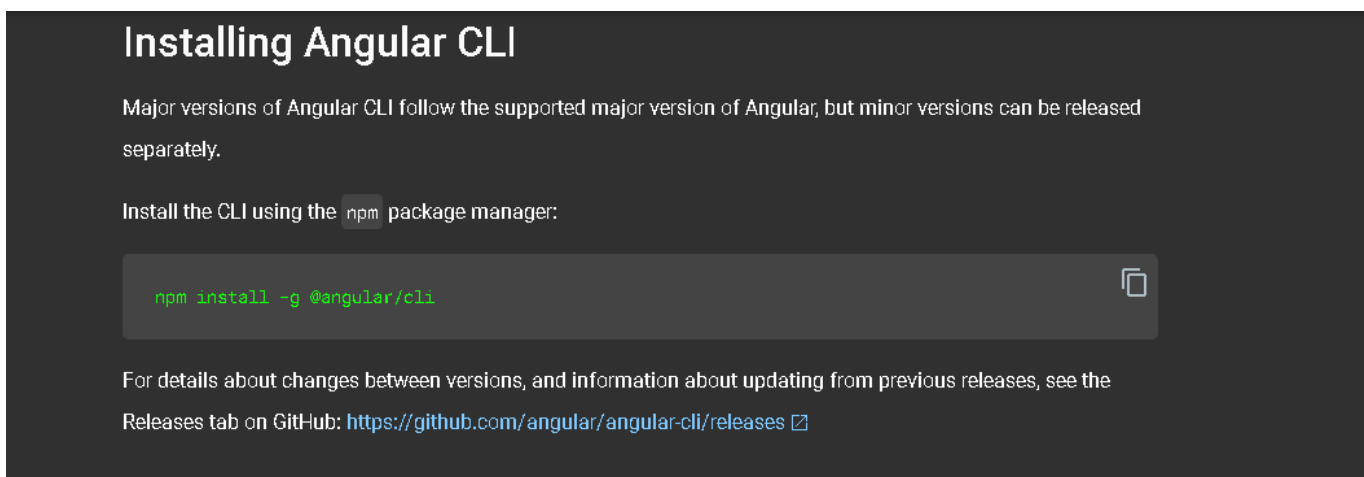 Installing Angular CLI
Major versions of Angular CLI follow the supported major version of Angular, but minor versions can be released
separately.
Install the CLI using the npm package manager:
npm install -g @angular/cli
For details about changes between versions, and information about updating from previous releases, see the
Releases tab on GitHub: https://github.com/angular/angular-cli/releases